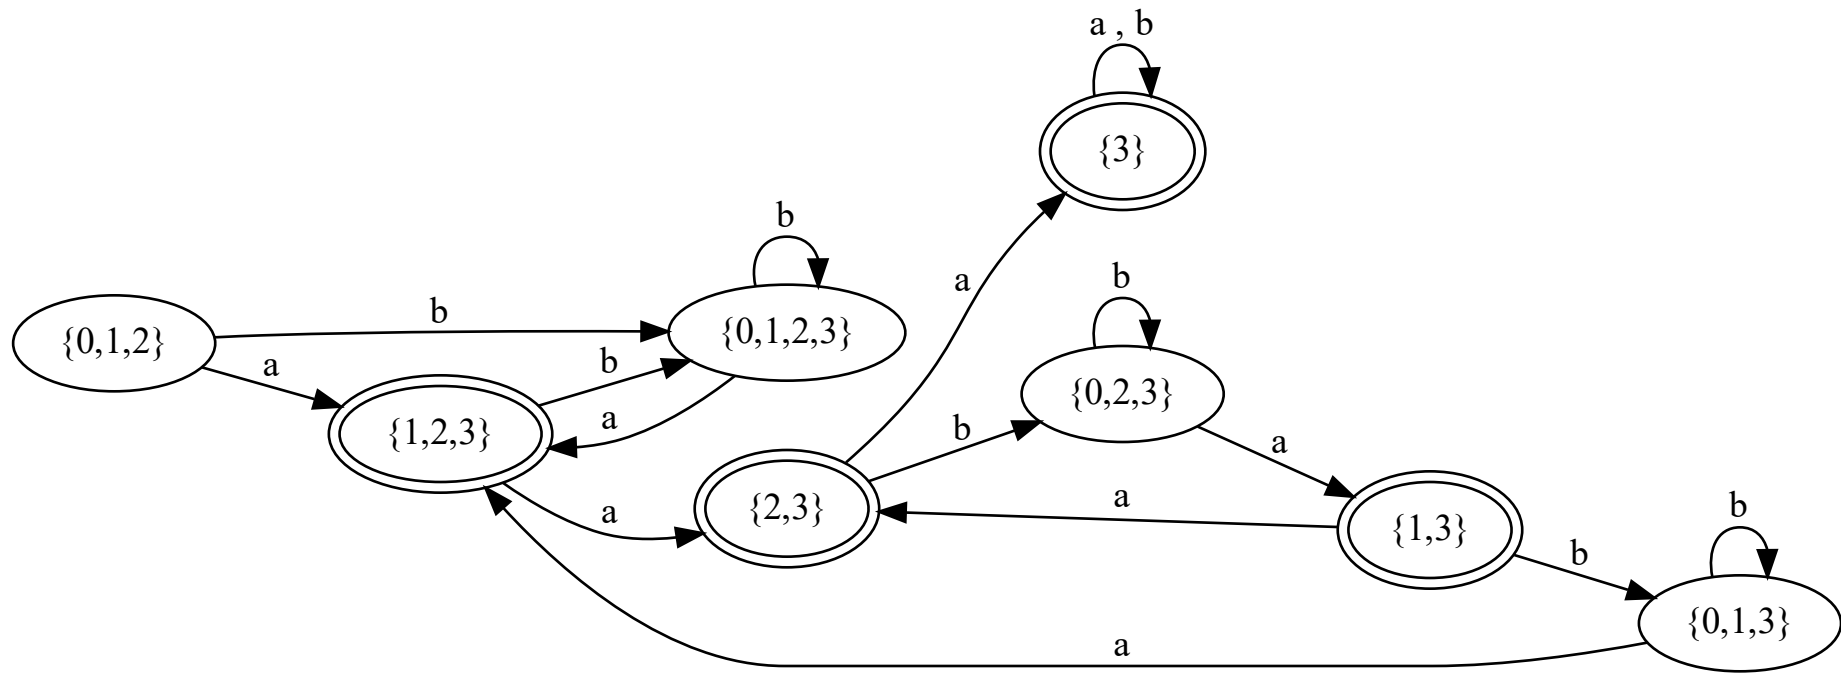 a , b
{3}
b
b
a
b
{0,1,2}
b
{0,1,2,3}
a
b
{0,2,3}
a
{1,2,3}
b
a
a
{2,3}
a
{1,3}
b
b
{0,1,3}
a